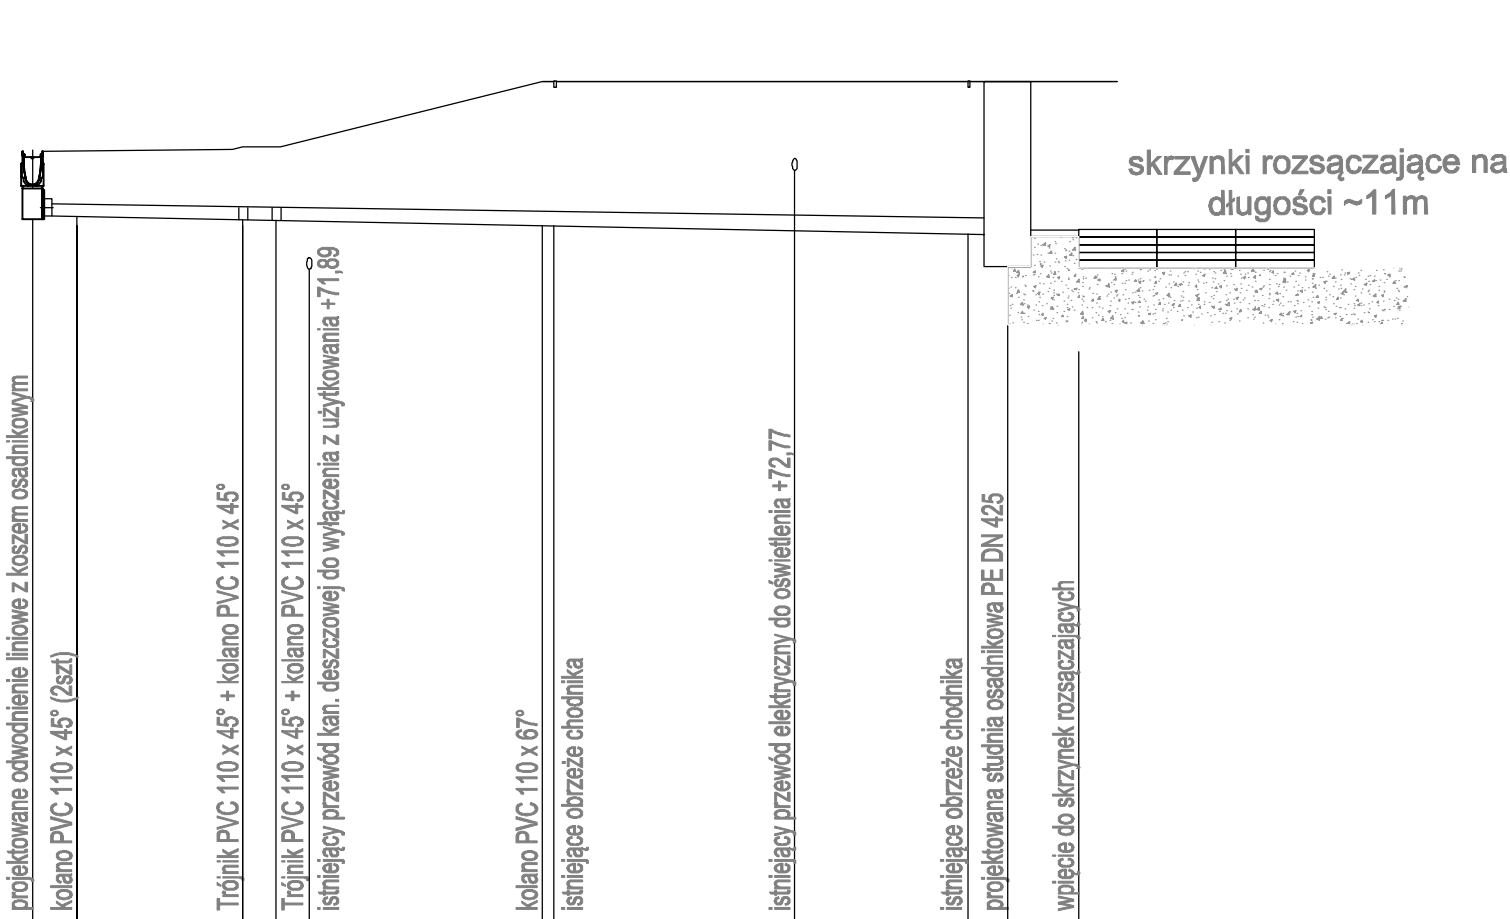 skrzynki rozsączające na
długości ~11m
projektowane odwodnienie liniowe z koszem osadnikowym
kolano PVC 110 x 45° (2szt)
Trójnik PVC 110 x 45° + kolano PVC 110 x 45°
Trójnik PVC 110 x 45° + kolano PVC 110 x 45°
istniejący przewód kan. deszczowej do wyłączenia z użytkowania +71,89
kolano PVC 110 x 67°
istniejące obrzeże chodnika
istniejący przewód elektryczny do oświetlenia +72,77
istniejące obrzeże chodnika
projektowana studnia osadnikowa PE DN 425
wpięcie do skrzynek rozsączających